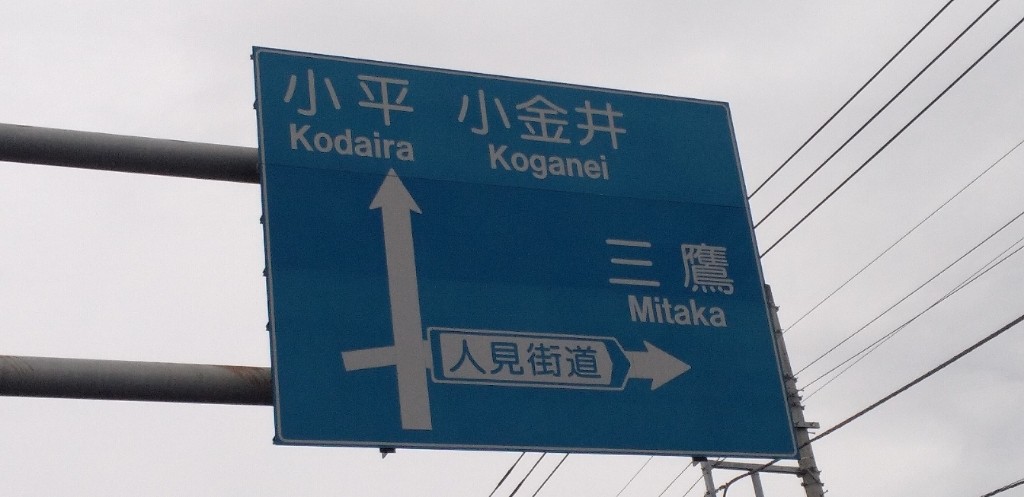 小平 小金井
Kodaira Koganei
三鷹
Mitaka
人見街道